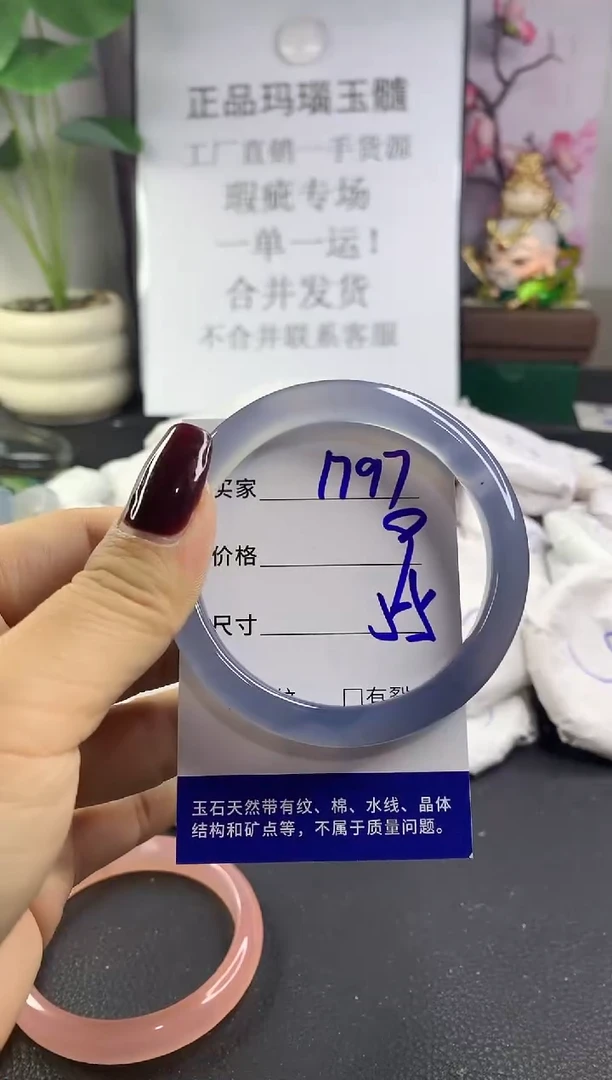 正品玛瑙玉髓
工厂直销一手货源
瑕疵专场
一单一运!
合并发货
不合并联系客服
买家 1797
价格 9
尺寸 55
纹 口有裂
玉石天然带有纹、棉、水线、晶体
结构和矿点等，不属于质量问题。